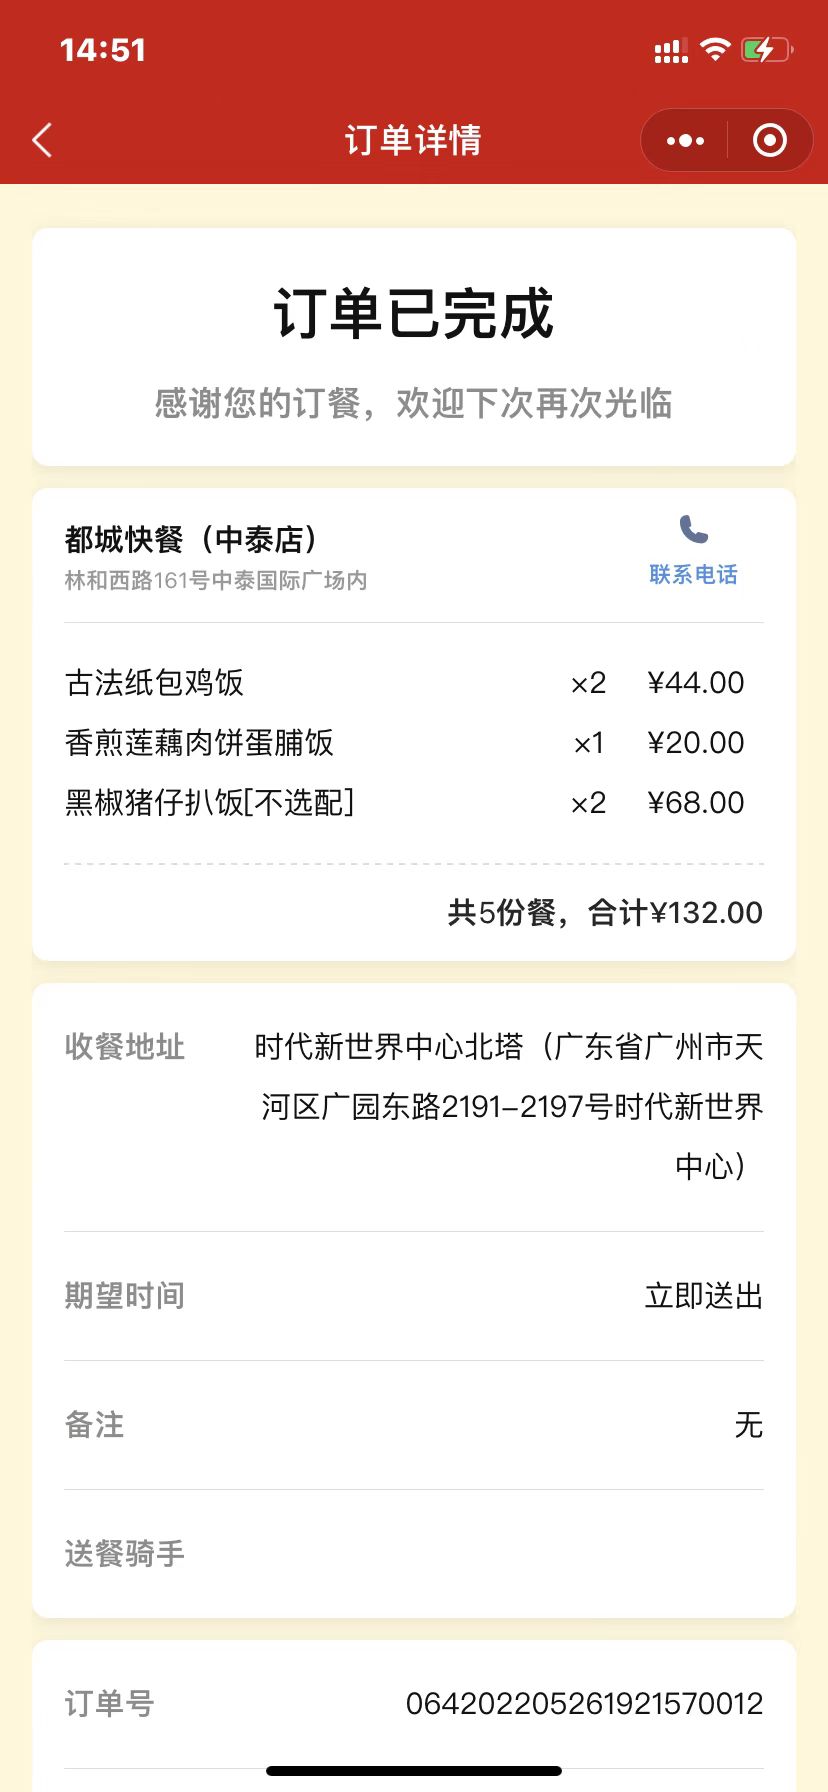 14:51
订单详情
订单已完成
感谢您的订餐，欢迎下次再次光临
都城快餐（中泰店）
林和西路161号中泰国际广场内
联系电话
古法纸包鸡饭 ×2 ¥44.00
香煎莲藕肉饼蛋脯饭 ×1 ¥20.00
黑椒猪仔扒饭[不选配] ×2 ¥68.00
共5份餐，合计¥132.00
收餐地址 时代新世界中心北塔（广东省广州市天
河区广园东路2191-2197号时代新世界
中心）
期望时间 立即送出
备注 无
送餐骑手
订单号 064202205261921570012